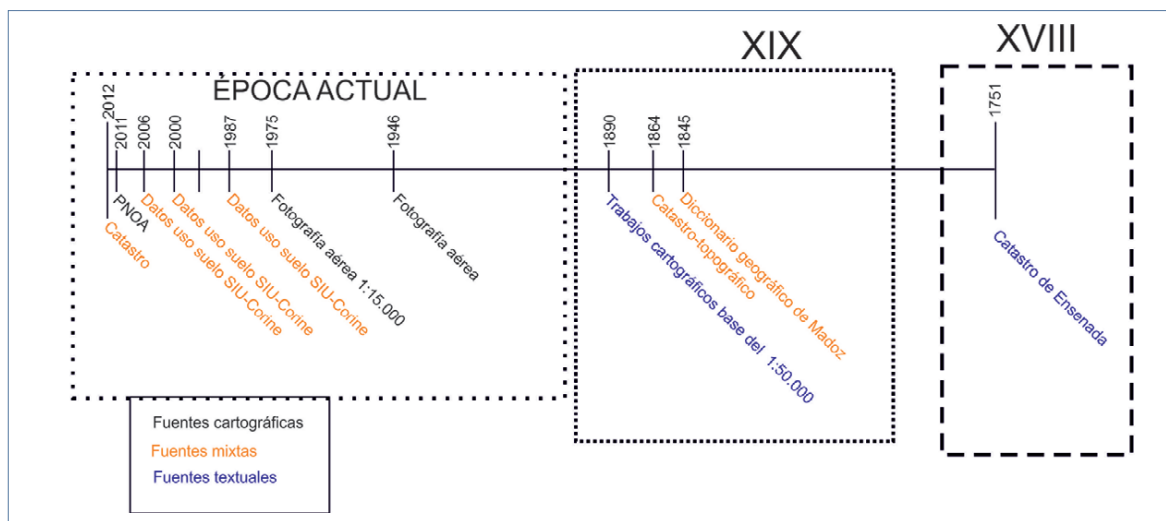 ÉPOCA ACTUAL
XIX
XVIII
2012
2011
2006
2000
1987
1975
1946
1890
1864
1845
1751
Catastro
PNOA
Datos uso suelo SIU-Corine
Datos uso suelo SIU-Corine
Datos uso suelo SIU-Corine
Fotografía aérea 1:15.000
Fotografía aérea
Trabajos cartográficos base del 1:50.000
Catastro-topográfico
Diccionario geográfico de Madoz
Catastro de Ensenada
Fuentes cartográficas
Fuentes mixtas
Fuentes textuales